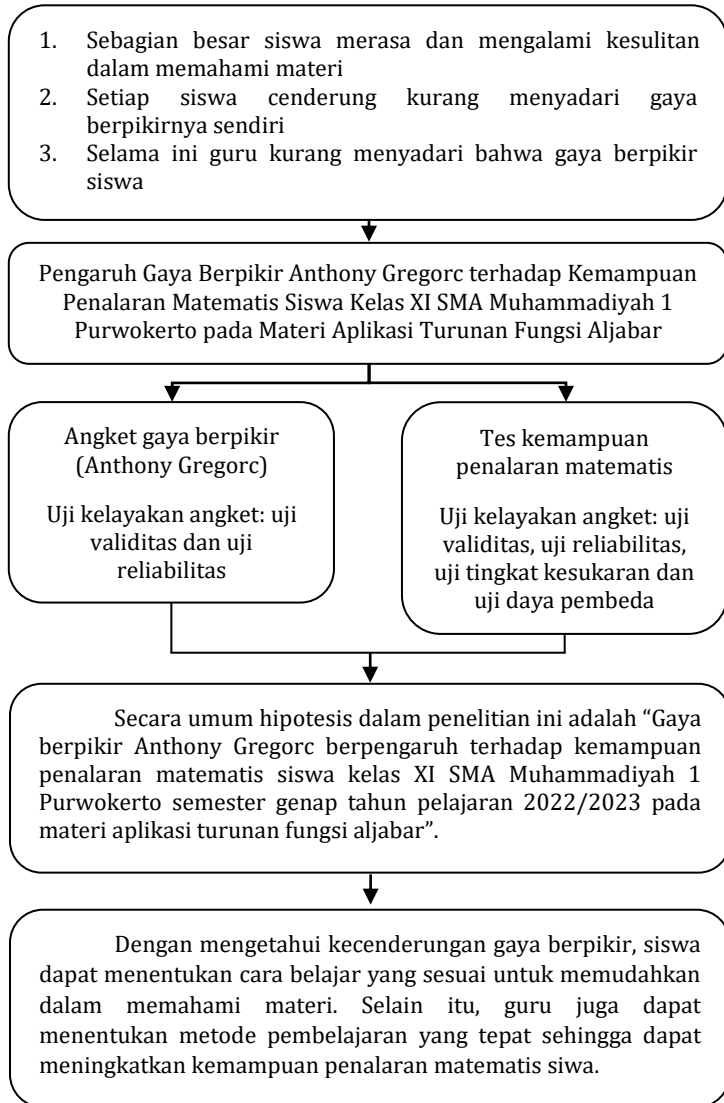 1. Sebagian besar siswa merasa dan mengalami kesulitan
dalam memahami materi
2. Setiap siswa cenderung kurang menyadari gaya
berpikirnya sendiri
3. Selama ini guru kurang menyadari bahwa gaya berpikir
siswa
Pengaruh Gaya Berpikir Anthony Gregorc terhadap Kemampuan
Penalaran Matematis Siswa Kelas XI SMA Muhammadiyah 1
Purwokerto pada Materi Aplikasi Turunan Fungsi Aljabar
Angket gaya berpikir
(Anthony Gregorc)
Uji kelayakan angket: uji
validitas dan uji
reliabilitas
Tes kemampuan
penalaran matematis
Uji kelayakan angket: uji
validitas, uji reliabilitas,
uji tingkat kesukaran dan
uji daya pembeda
Secara umum hipotesis dalam penelitian ini adalah “Gaya
berpikir Anthony Gregorc berpengaruh terhadap kemampuan
penalaran matematis siswa kelas XI SMA Muhammadiyah 1
Purwokerto semester genap tahun pelajaran 2022/2023 pada
materi aplikasi turunan fungsi aljabar”.
Dengan mengetahui kecenderungan gaya berpikir, siswa
dapat menentukan cara belajar yang sesuai untuk memudahkan
dalam memahami materi. Selain itu, guru juga dapat
menentukan metode pembelajaran yang tepat sehingga dapat
meningkatkan kemampuan penalaran matematis siwa.